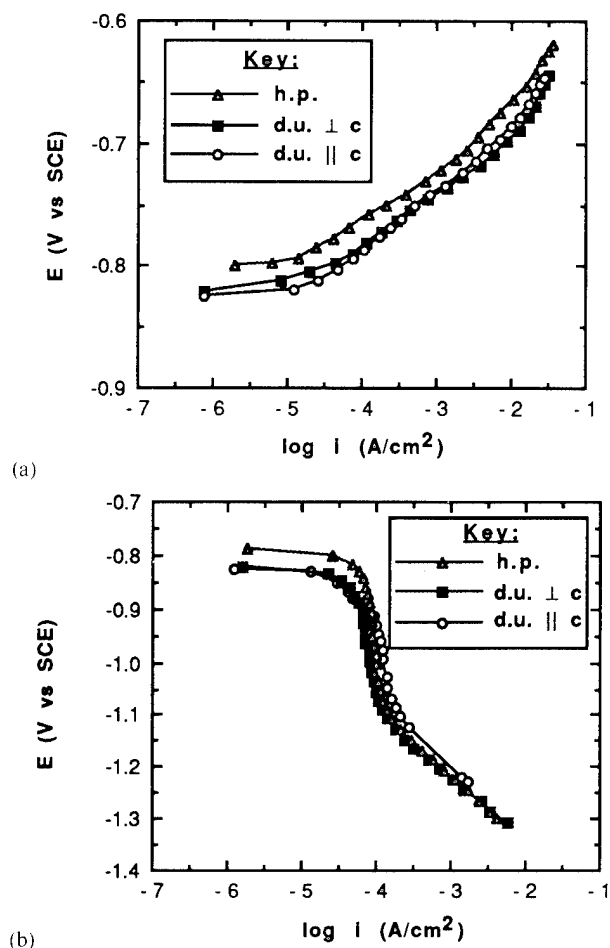 -0.6
Key:
h.p.
d.u. ⊥ c
d.u. || c
-0.7
E (V vs SCE)
-0.8
-0.9
-7 -6 -5 -4 -3 -2 -1
log i (A/cm²)
(a)
-0.7
Key:
h.p.
d.u. ⊥ c
d.u. || c
-0.8
-0.9
-1.0
E (V vs SCE)
-1.1
-1.2
-1.3
-1.4
-7 -6 -5 -4 -3 -2 -1
log i (A/cm²)
(b)